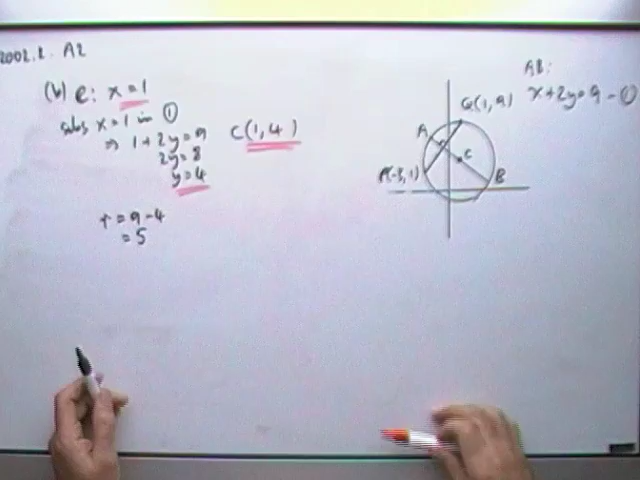 2002.2. A2
(b) e: x = 1
subs x = 1 in ①
⇒ 1 + 2y = 9
2y = 8
y = 4
C(1,4)
r = 9 - 4
= 5
AB:
x + 2y = 9 - ①
Q(1,9)
A
C
P(-3,1)
B